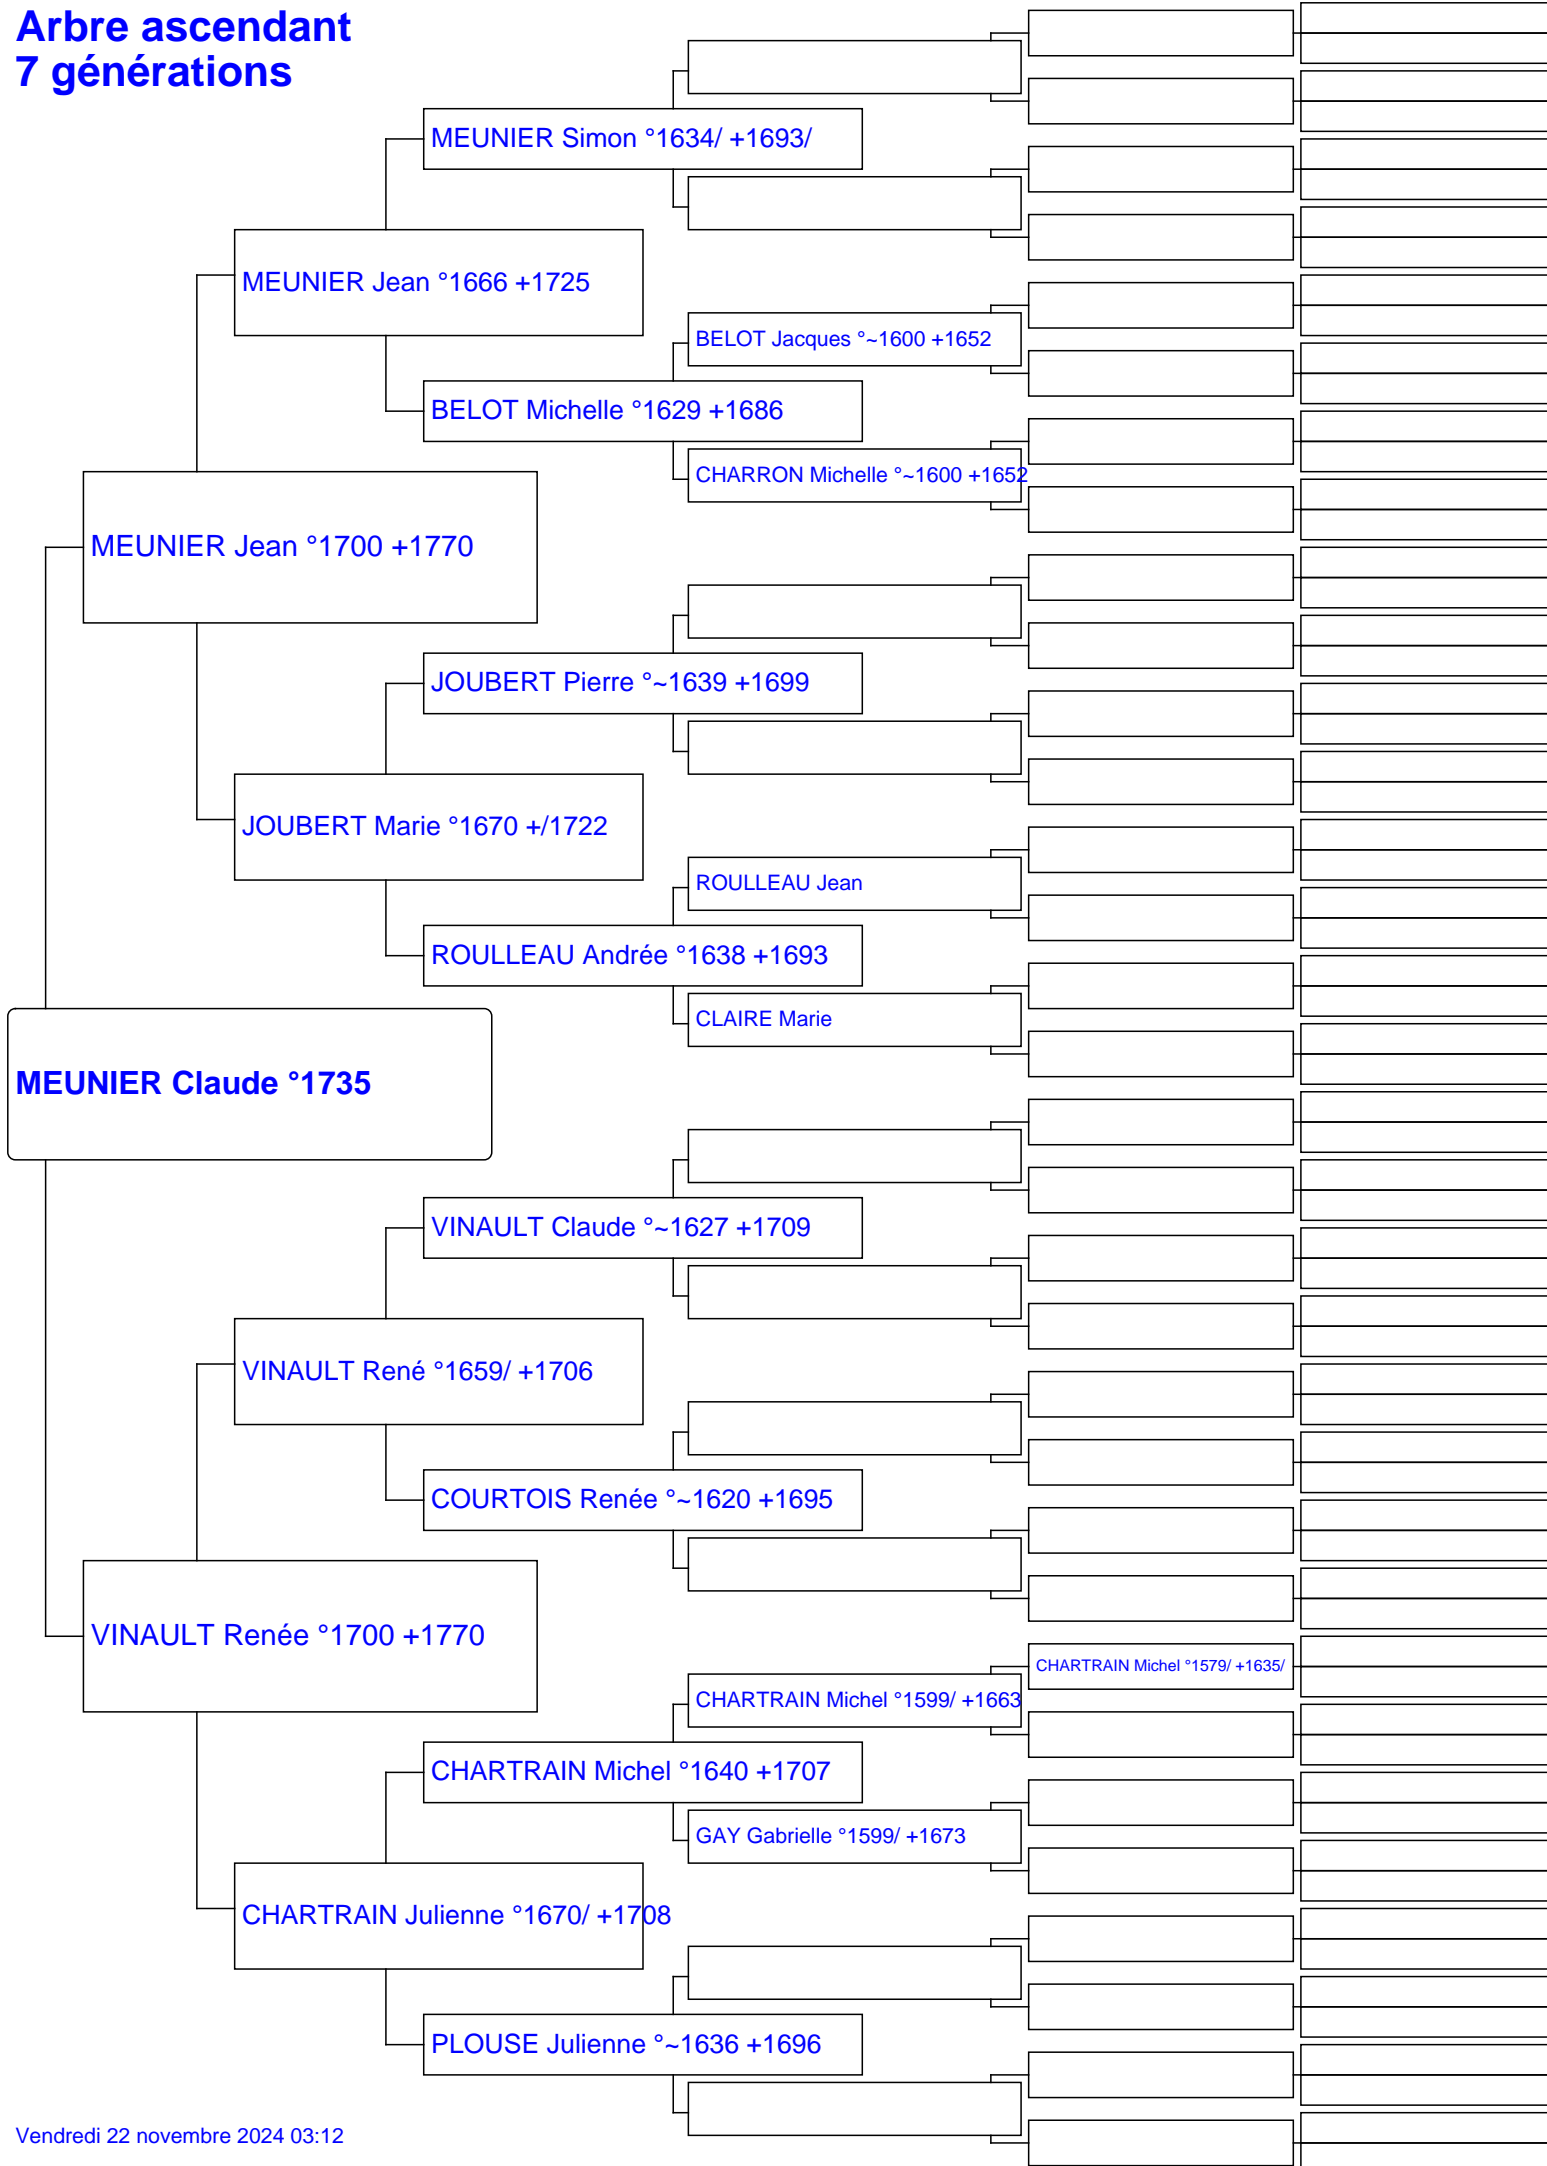 Arbre ascendant
7 générations
MEUNIER Simon °1634/ +1693/
MEUNIER Jean °1666 +1725
BELOT Jacques °~1600 +1652
BELOT Michelle °1629 +1686
CHARRON Michelle °~1600 +1652
MEUNIER Jean °1700 +1770
JOUBERT Pierre °~1639 +1699
JOUBERT Marie °1670 +/1722
ROULLEAU Jean
ROULLEAU Andrée °1638 +1693
CLAIRE Marie
MEUNIER Claude °1735
VINAULT Claude °~1627 +1709
VINAULT René °1659/ +1706
COURTOIS Renée °~1620 +1695
VINAULT Renée °1700 +1770
CHARTRAIN Michel °1579/ +1635/
CHARTRAIN Michel °1599/ +1663
CHARTRAIN Michel °1640 +1707
GAY Gabrielle °1599/ +1673
CHARTRAIN Julienne °1670/ +1708
PLOUSE Julienne °~1636 +1696
Vendredi 22 novembre 2024 03:12